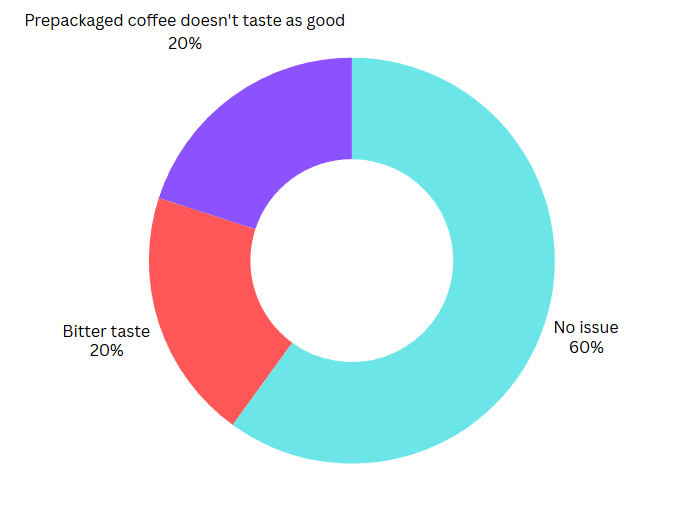 Prepackaged coffee doesn't taste as good
20%
Bitter taste
20%
No issue
60%